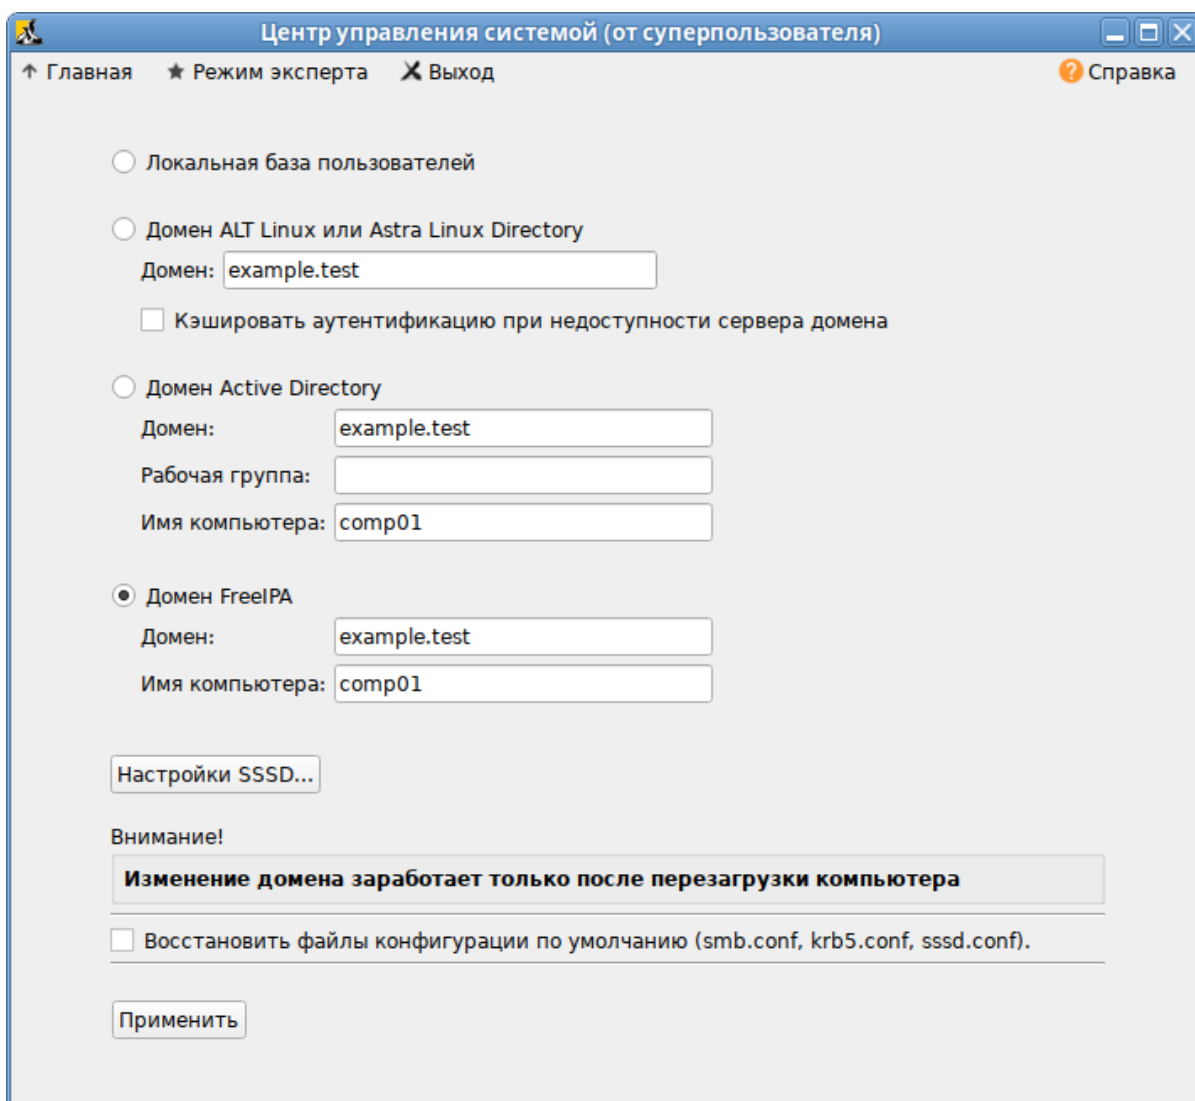 Центр управления системой (от суперпользователя)
Главная Режим эксперта Выход Справка
Локальная база пользователей
Домен ALT Linux или Astra Linux Directory
Домен: example.test
Кэшировать аутентификацию при недоступности сервера домена
Домен Active Directory
Домен: example.test
Рабочая группа:
Имя компьютера: comp01
Домен FreeIPA
Домен: example.test
Имя компьютера: comp01
Настройки SSSD...
Внимание!
Изменение домена заработает только после перезагрузки компьютера
Восстановить файлы конфигурации по умолчанию (smb.conf, krb5.conf, sssd.conf).
Применить